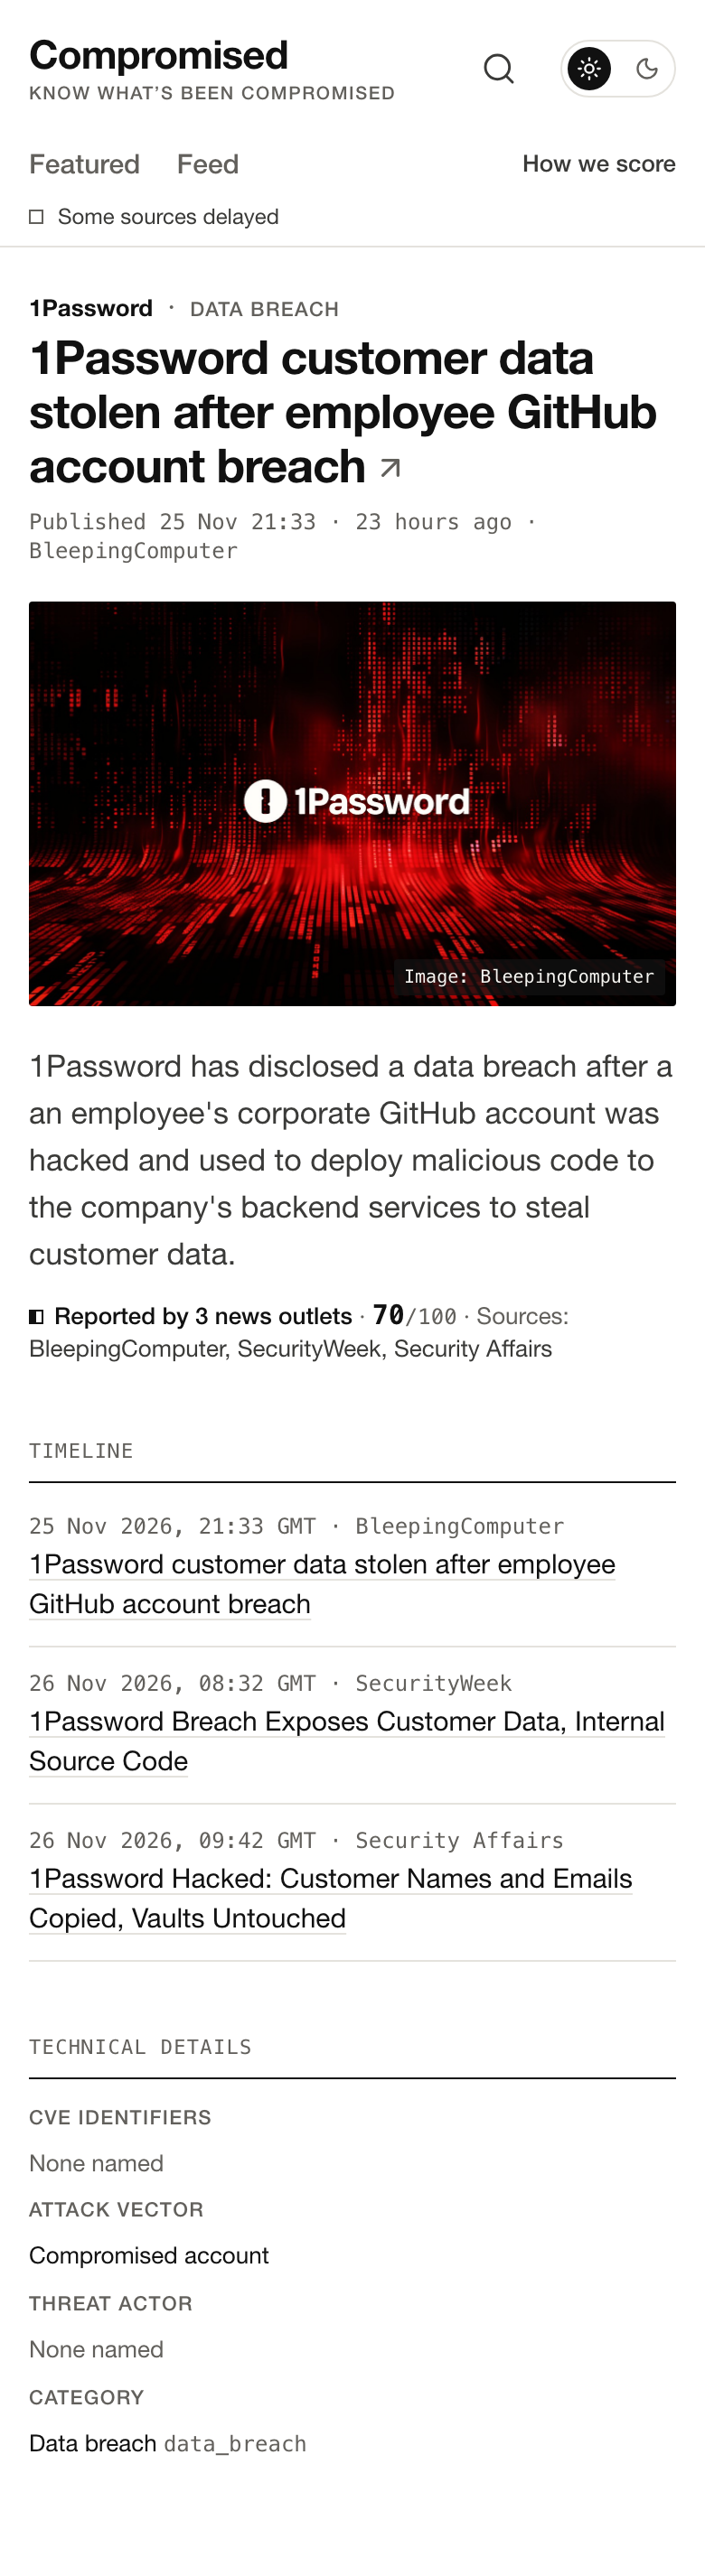 Compromised
KNOW WHAT'S BEEN COMPROMISED
Featured Feed How we score
Some sources delayed
1Password · DATA BREACH
1Password customer data
stolen after employee GitHub
account breach ↗
Published 25 Nov 21:33 · 23 hours ago ·
BleepingComputer
1Password
Image: BleepingComputer
1Password has disclosed a data breach after a
an employee's corporate GitHub account was
hacked and used to deploy malicious code to
the company's backend services to steal
customer data.
Reported by 3 news outlets · 70/100 · Sources:
BleepingComputer, SecurityWeek, Security Affairs
TIMELINE
25 Nov 2026, 21:33 GMT · BleepingComputer
1Password customer data stolen after employee
GitHub account breach
26 Nov 2026, 08:32 GMT · SecurityWeek
1Password Breach Exposes Customer Data, Internal
Source Code
26 Nov 2026, 09:42 GMT · Security Affairs
1Password Hacked: Customer Names and Emails
Copied, Vaults Untouched
TECHNICAL DETAILS
CVE IDENTIFIERS
None named
ATTACK VECTOR
Compromised account
THREAT ACTOR
None named
CATEGORY
Data breach data_breach